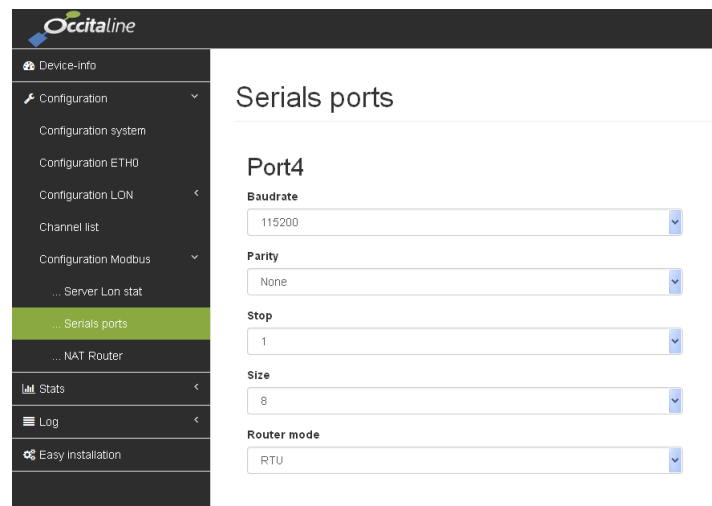 Occitaline
Device-info
Configuration
Configuration system
Configuration ETH0
Configuration LON
Channel list
Configuration Modbus
... Server Lon stat
... Serials ports
... NAT Router
Stats
Log
Easy installation
Serials ports
Port4
Baudrate
115200
Parity
None
Stop
1
Size
8
Router mode
RTU